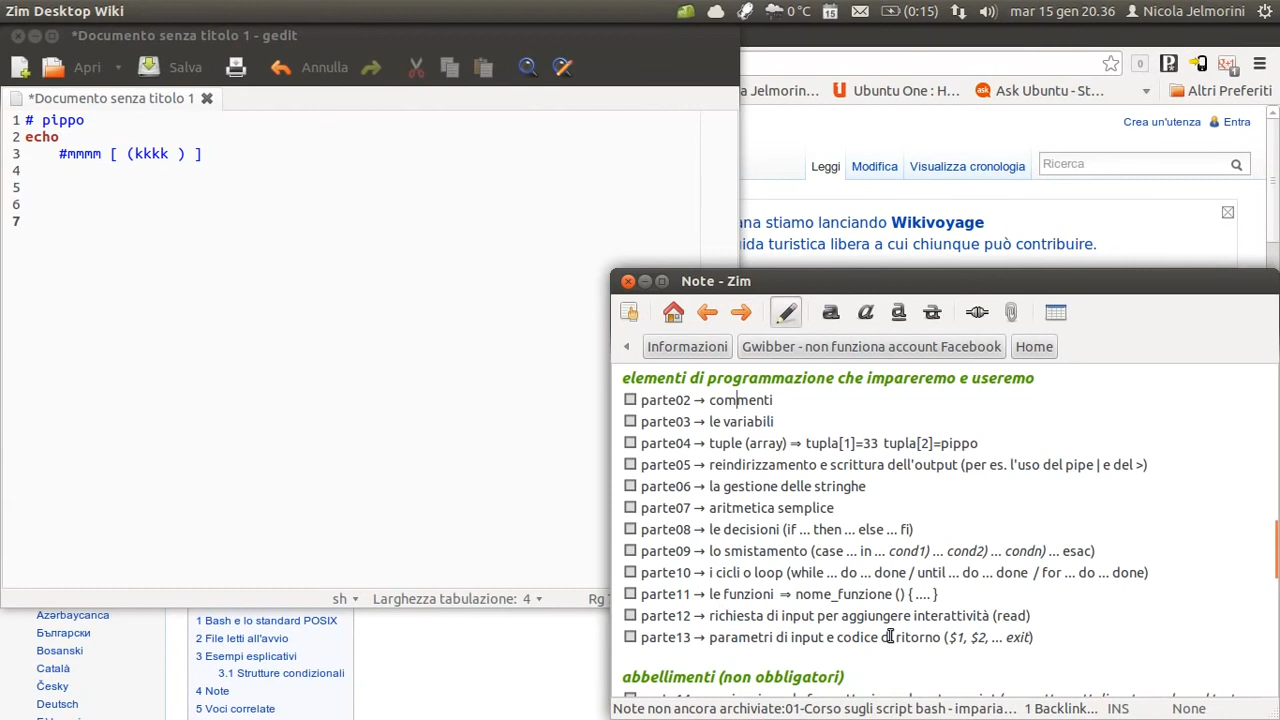 Zim Desktop Wiki
0 °C
15
(0:15)
mar 15 gen 20.36
Nicola Jelmorini
*Documento senza titolo 1 - gedit
Apri
Salva
Annulla
*Documento senza titolo 1
1 # pippo
2 echo
3 #mmmm [ (kkkk ) ]
4
5
6
7
sh
Larghezza tabulazione: 4
0
1
a Jelmorini...
Ubuntu One : H...
Ask Ubuntu - St...
Altri Preferiti
Crea un'utenza
Entra
Leggi
Modifica
Visualizza cronologia
Ricerca
ana stiamo lanciando Wikivoyage
uida turistica libera a cui chiunque può contribuire.
Note - Zim
Informazioni
Gwibber - non funziona account Facebook
Home
elementi di programmazione che impareremo e useremo
parte02 → commenti
parte03 → le variabili
parte04 → tuple (array) ⇒ tupla[1]=33 tupla[2]=pippo
parte05 → reindirizzamento e scrittura dell'output (per es. l'uso del pipe | e del >)
parte06 → la gestione delle stringhe
parte07 → aritmetica semplice
parte08 → le decisioni (if ... then ... else ... fi)
parte09 → lo smistamento (case ... in ... cond1) ... cond2) ... condn) ... esac)
parte10 → i cicli o loop (while ... do ... done / until ... do ... done / for ... do ... done)
parte11 → le funzioni ⇒ nome_funzione () { .... }
parte12 → richiesta di input per aggiungere interattività (read)
parte13 → parametri di input e codice di ritorno ($1, $2, ... exit)
abbellimenti (non obbligatori)
Note non ancora archiviate:01-Corso sugli script bash - imparia...
1 Backlink...
INS
None
Azərbaycanca
Bosanski
Català
Česky
Deutsch
1 Bash e lo standard POSIX
2 File letti all'avvio
3 Esempi esplicativi
3.1 Strutture condizionali
4 Note
5 Voci correlate